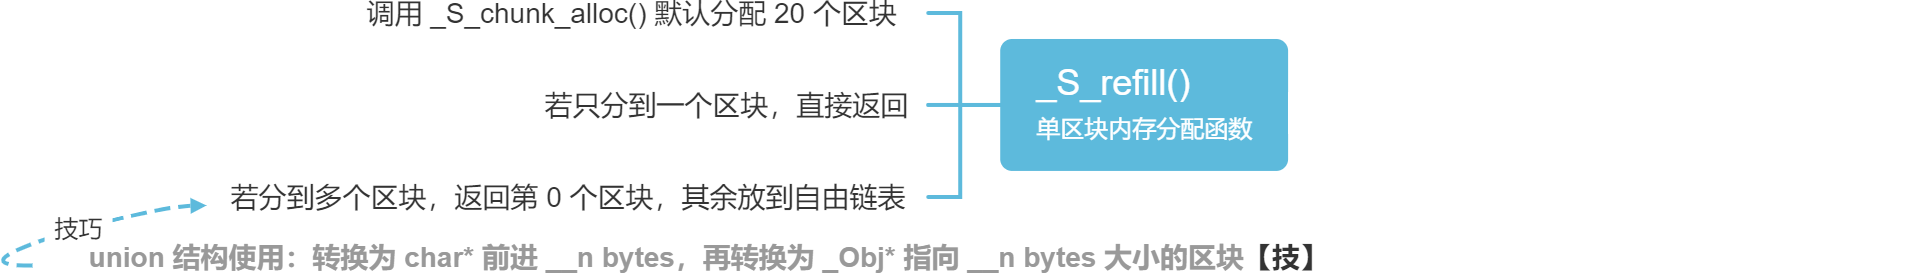 调用 _S_chunk_alloc() 默认分配 20 个区块
_S_refill()
单区块内存分配函数
若只分到一个区块，直接返回
若分到多个区块，返回第 0 个区块，其余放到自由链表
技巧
union 结构使用：转换为 char* 前进 __n bytes，再转换为 _Obj* 指向 __n bytes 大小的区块【技】